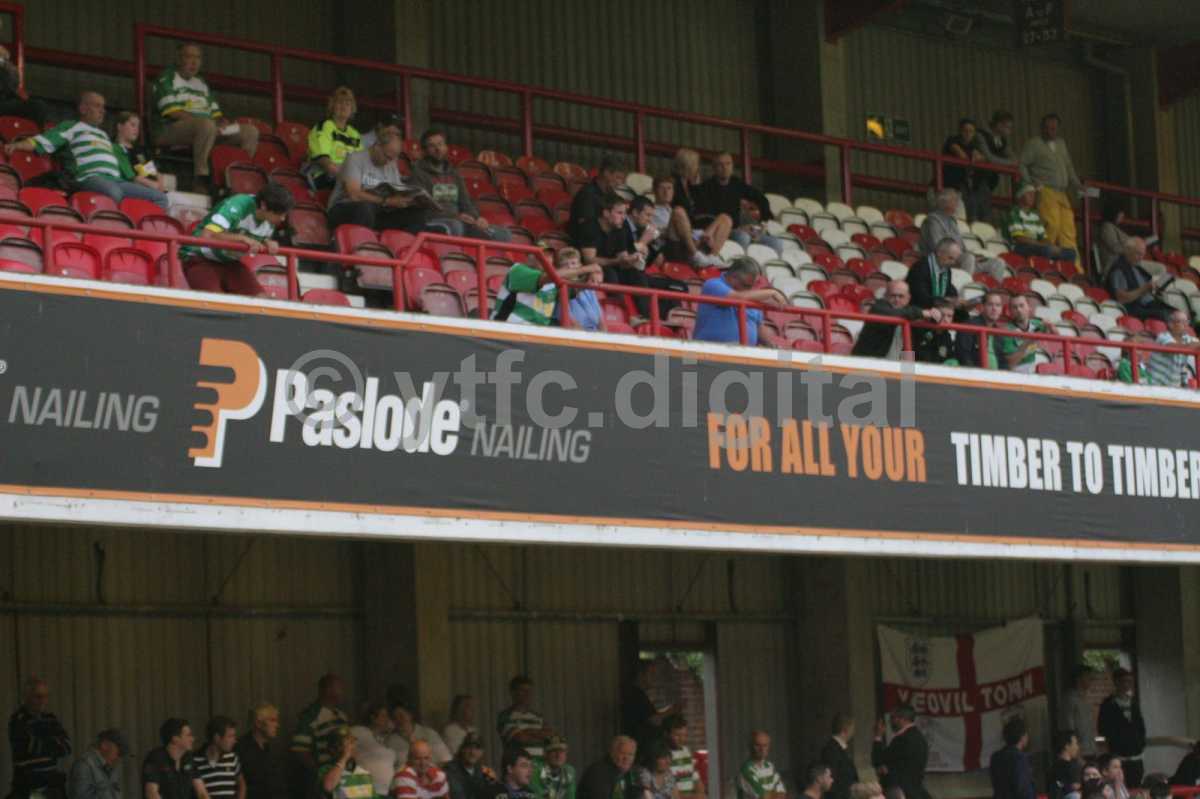 ® NAILING Paslode NAILING FOR ALL YOUR TIMBER TO TIMBER
© ytfc.digital
YEOVIL TOWN